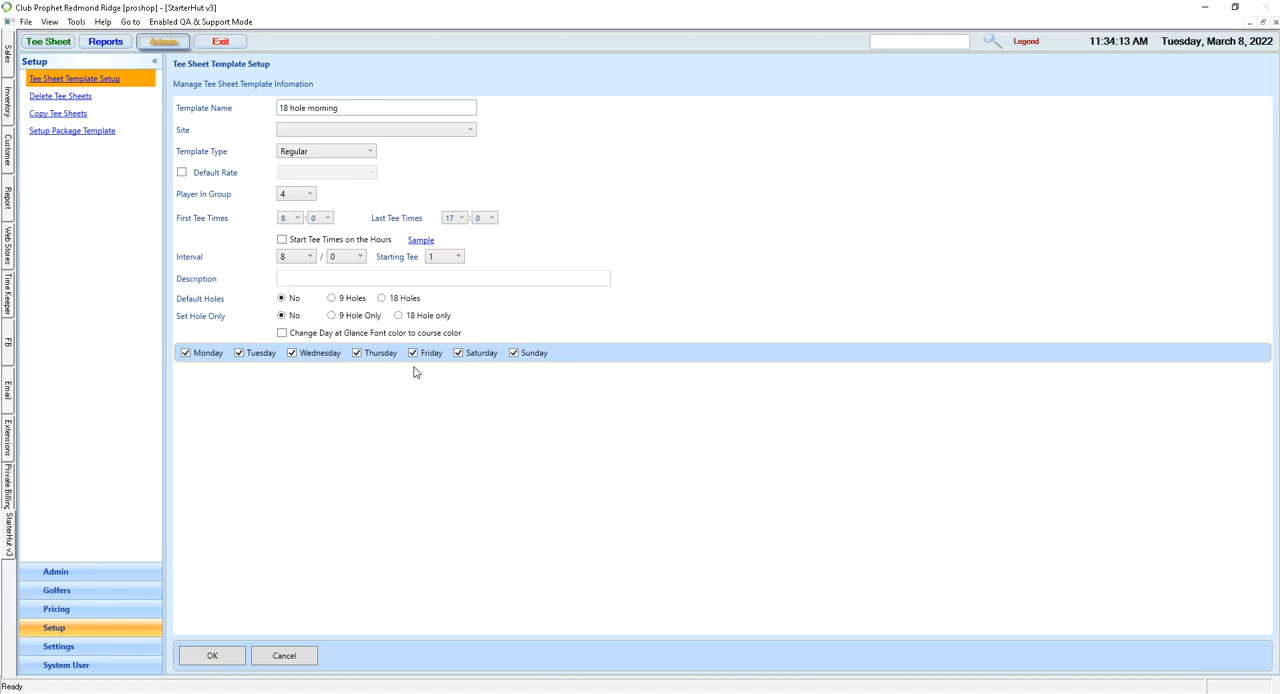 Club Prophet Redmond Ridge [proshop] - [StarterHut v3]
File View Tools Help Go to Enabled QA & Support Mode
Tee Sheet Reports Admin Exit Legend 11:34:13 AM Tuesday, March 8, 2022
Sales
Inventory
Customer
Report
Web Stores
Time Keeper
FB
Email
Extensions
Private Billing
StarterHut v3
Setup «
Tee Sheet Template Setup
Delete Tee Sheets
Copy Tee Sheets
Setup Package Template
Admin
Golfers
Pricing
Setup
Settings
System User
Tee Sheet Template Setup
Manage Tee Sheet Template Infomation
Template Name 18 hole morning
Site
Template Type Regular
Default Rate
Player In Group 4
First Tee Times 8 : 0 Last Tee Times 17 : 0
Start Tee Times on the Hours Sample
Interval 8 / 0 Starting Tee 1
Description
Default Holes No 9 Holes 18 Holes
Set Hole Only No 9 Hole Only 18 Hole only
Change Day at Glance Font color to course color
Monday Tuesday Wednesday Thursday Friday Saturday Sunday
OK Cancel
Ready